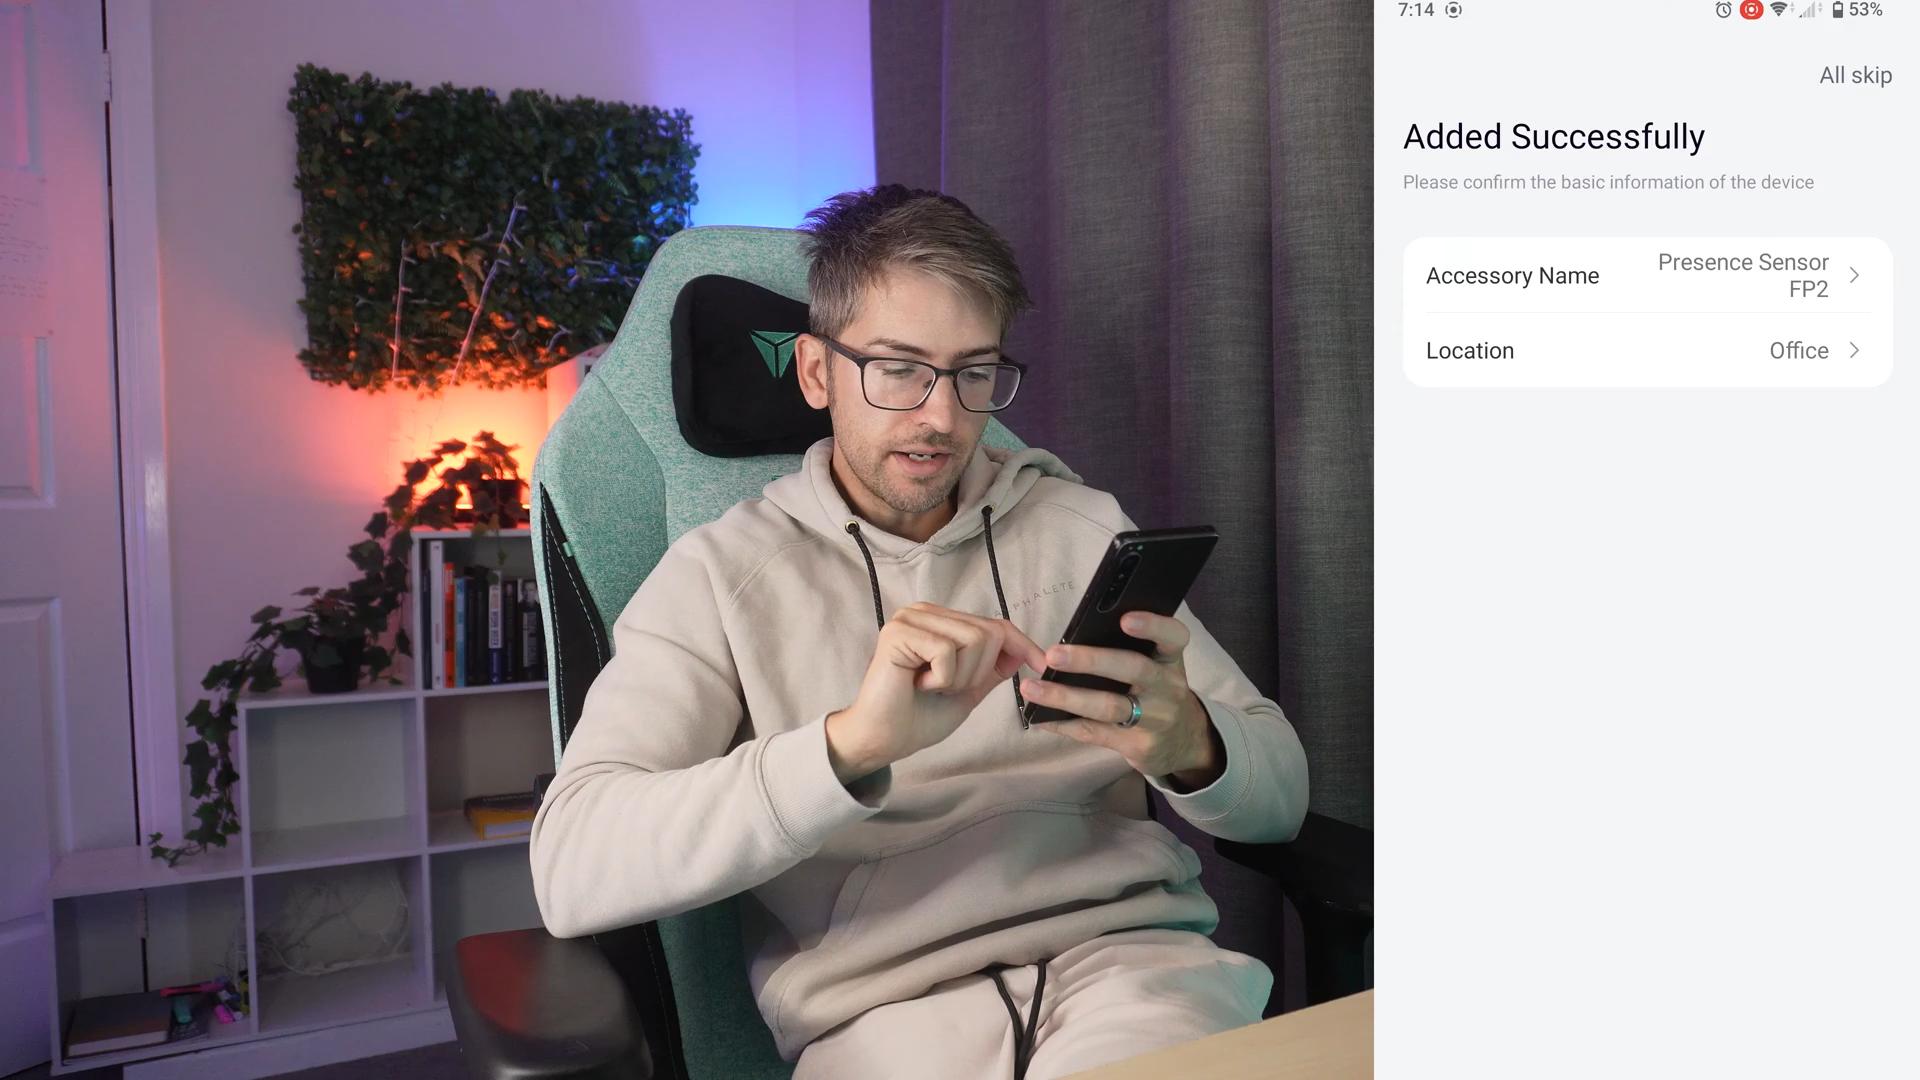 7:14 53%
All skip
Added Successfully
Please confirm the basic information of the device
Accessory Name Presence Sensor
FP2
Location Office
ALPHALETE